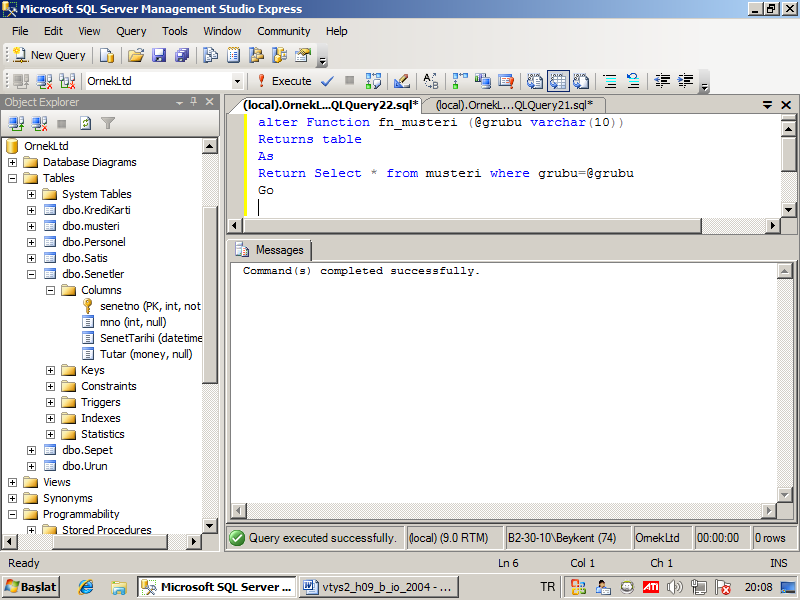 Microsoft SQL Server Management Studio Express
File Edit View Query Tools Window Community Help
New Query
OrnekLtd Execute
Object Explorer
(local).OrnekL...QLQuery22.sql* (local).OrnekL...QLQuery21.sql*
OrnekLtd
Database Diagrams
Tables
System Tables
dbo.KrediKarti
dbo.musteri
dbo.Personel
dbo.Satis
dbo.Senetler
Columns
senetno (PK, int, not
mno (int, null)
SenetTarihi (datetime
Tutar (money, null)
Keys
Constraints
Triggers
Indexes
Statistics
dbo.Sepet
dbo.Urun
Views
Synonyms
Programmability
Stored Procedures
alter Function fn_musteri (@grubu varchar(10))
Returns table
As
Return Select * from musteri where grubu=@grubu
Go
Messages
Command(s) completed successfully.
Query executed successfully. (local) (9.0 RTM) B2-30-10\Beykent (74) OrnekLtd 00:00:00 0 rows
Ready Ln 6 Col 1 Ch 1 INS
Başlat Microsoft SQL Server ... vtys2_h09_b_io_2004 - ... TR ATI 20:08